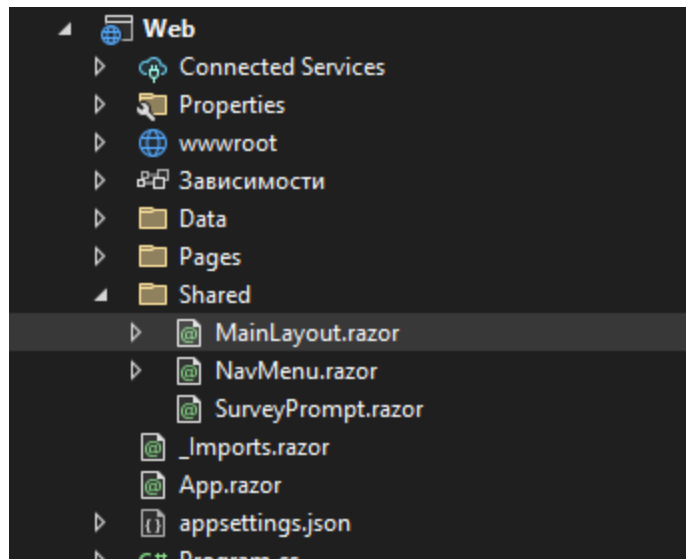 Web
Connected Services
Properties
wwwroot
Зависимости
Data
Pages
Shared
MainLayout.razor
NavMenu.razor
SurveyPrompt.razor
_Imports.razor
App.razor
appsettings.json